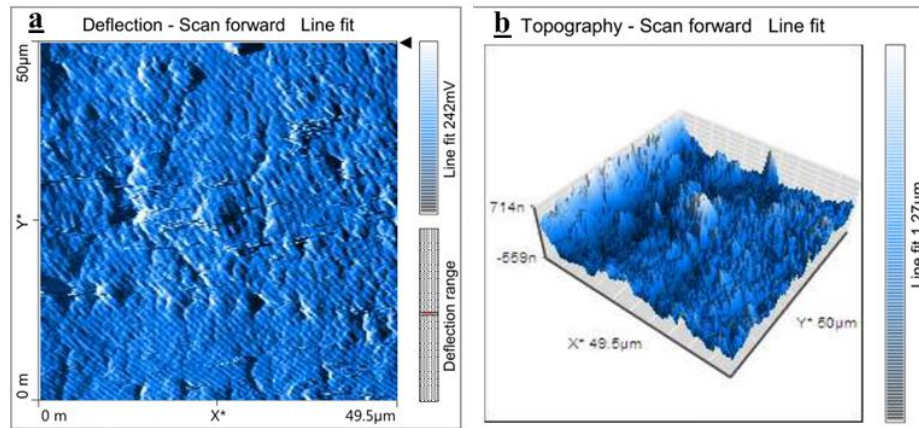 a Deflection - Scan forward Line fit
50µm
Y*
0 m
0 m X* 49.5µm
Line fit 242mV
Deflection range
b Topography - Scan forward Line fit
714n
-559n
X* 49.5µm
Y* 50µm
Line fit 1.27µm